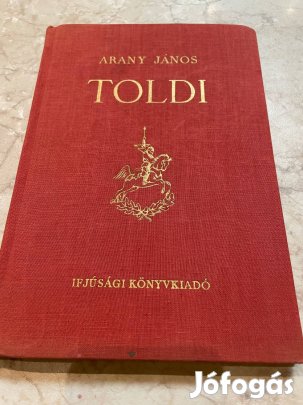 ARANY JÁNOS
TOLDI
IFJÚSÁGI KÖNYVKIADÓ
Jófogás